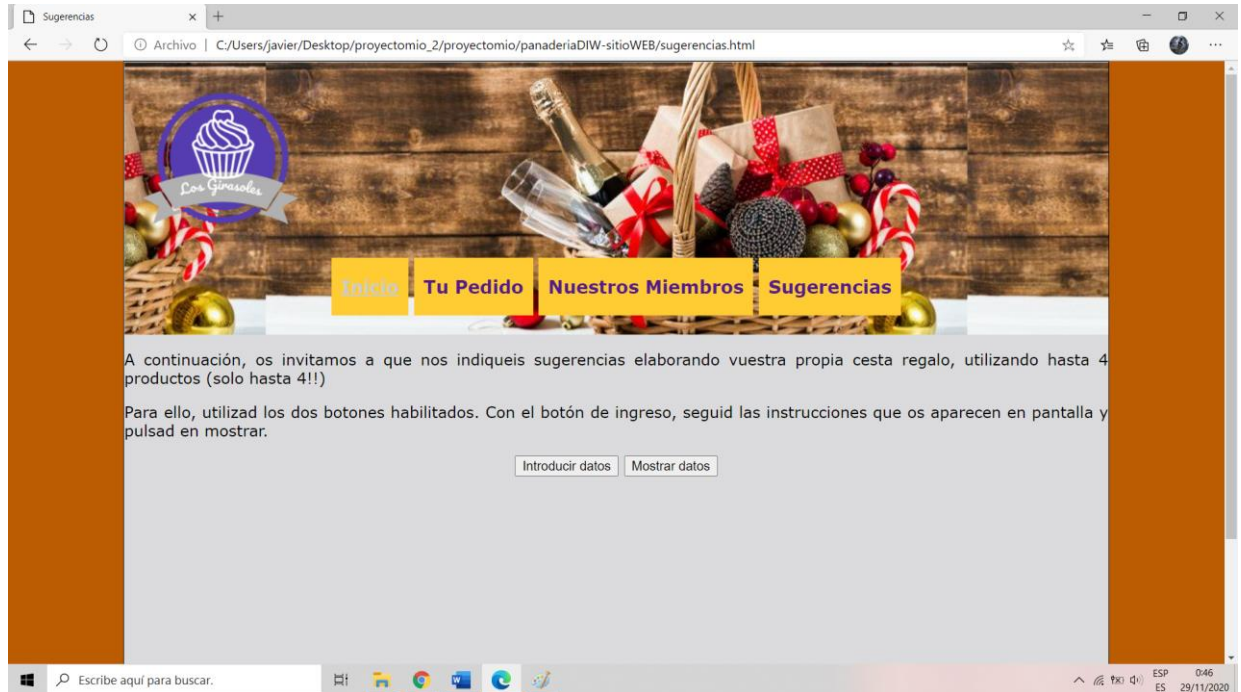 Sugerencias
Archivo | C:/Users/javier/Desktop/proyectomio_2/proyectomio/panaderiaDIW-sitioWEB/sugerencias.html
Los Girasoles
Inicio Tu Pedido Nuestros Miembros Sugerencias
A continuación, os invitamos a que nos indiqueis sugerencias elaborando vuestra propia cesta regalo, utilizando hasta 4
productos (solo hasta 4!!)
Para ello, utilizad los dos botones habilitados. Con el botón de ingreso, seguid las instrucciones que os aparecen en pantalla y
pulsad en mostrar.
Introducir datos Mostrar datos
Escribe aquí para buscar.
ESP 0:46
ES 29/11/2020